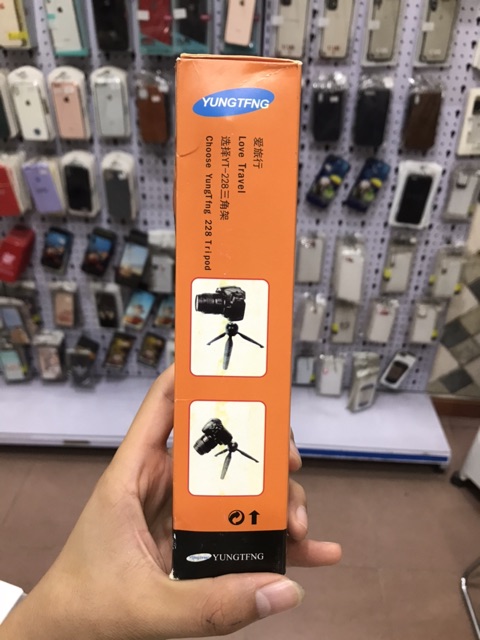 YUNGTFNG
爱旅行
Love Travel
选择YT-228三角架
Choose YungTfng 228 Tripod
YUNGTFNG